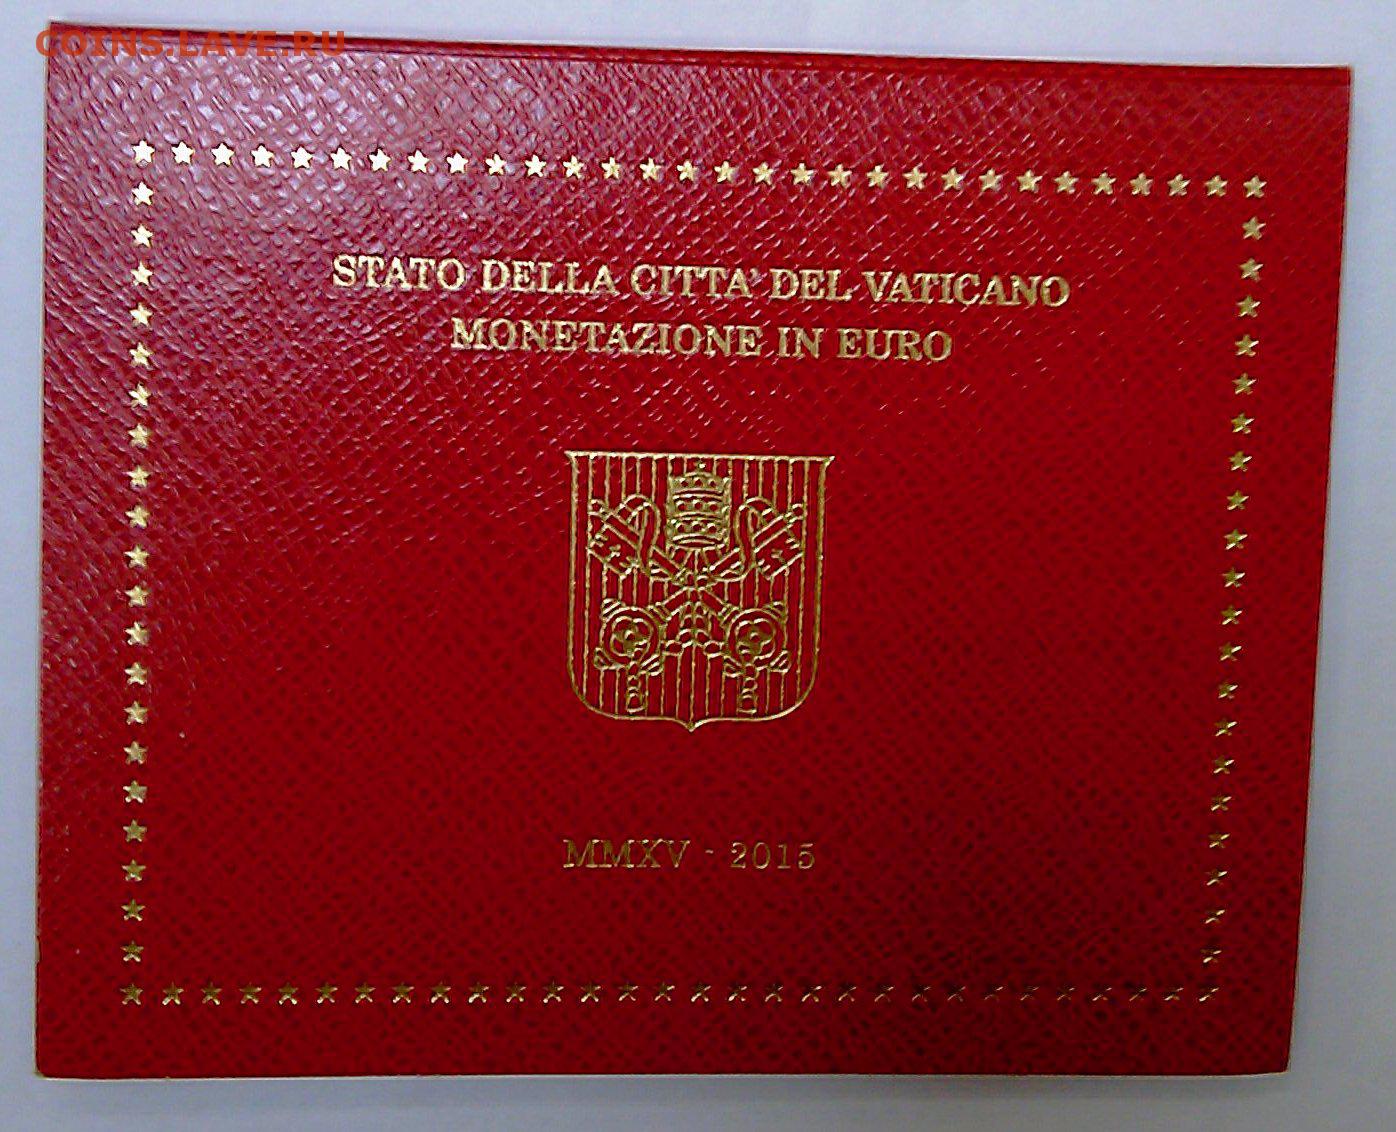 COINS.LAVE.RU
STATO DELLA CITTA' DEL VATICANO
MONETAZIONE IN EURO
MMXV - 2015